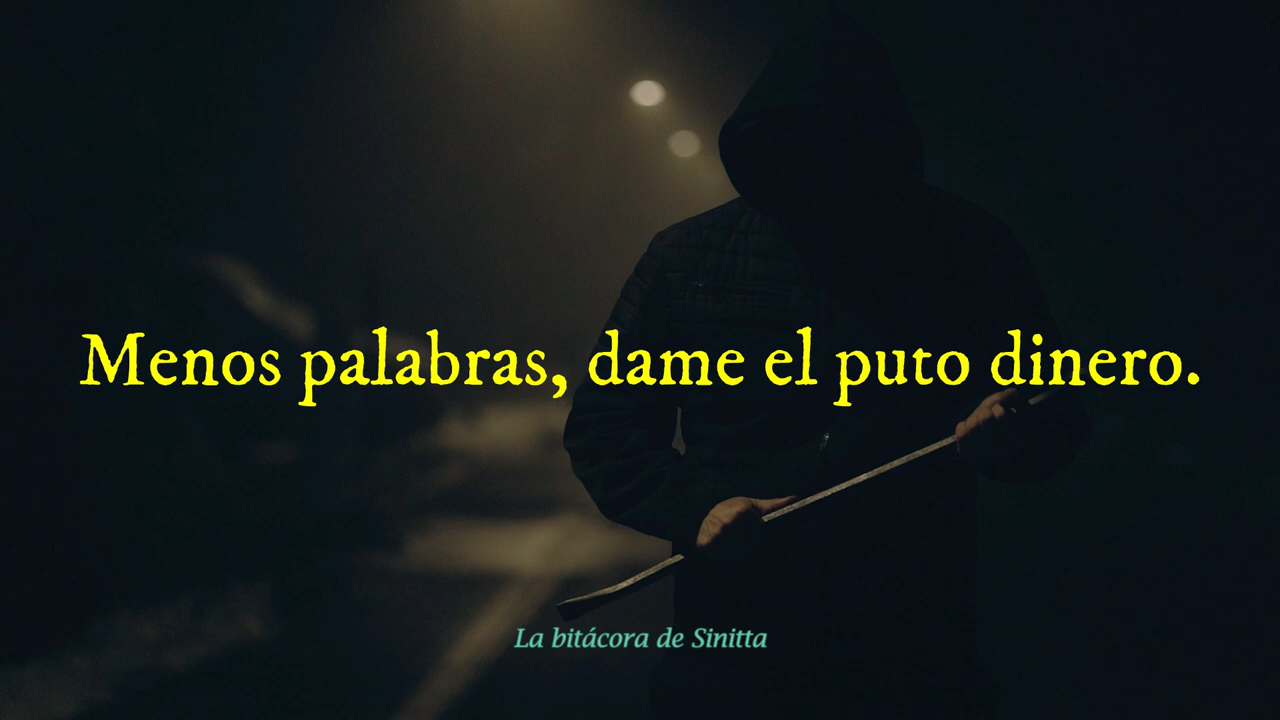 Menos palabras, dame el puto dinero.
La bitácora de Sinitta